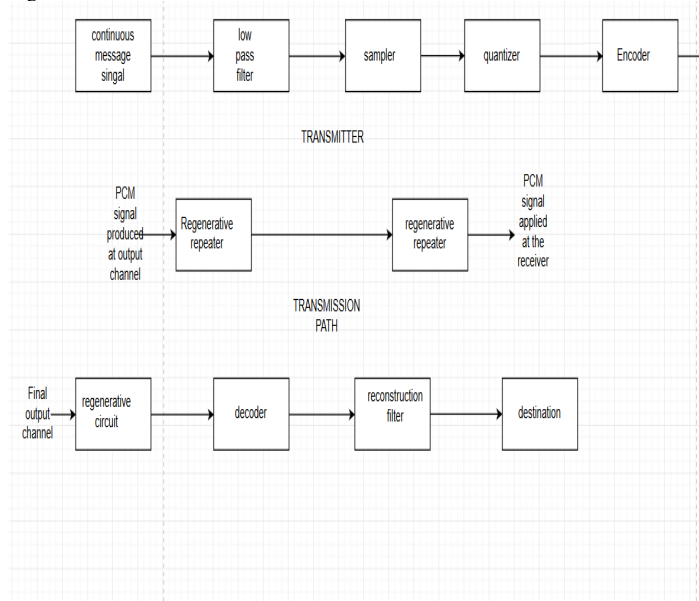 continuous
message
singal
low
pass
filter
sampler
quantizer
Encoder
TRANSMITTER
PCM
signal
produced
at output
channel
Regenerative
repeater
regenerative
repeater
PCM
signal
applied
at the
receiver
TRANSMISSION
PATH
Final
output
channel
regenerative
circuit
decoder
reconstruction
filter
destination